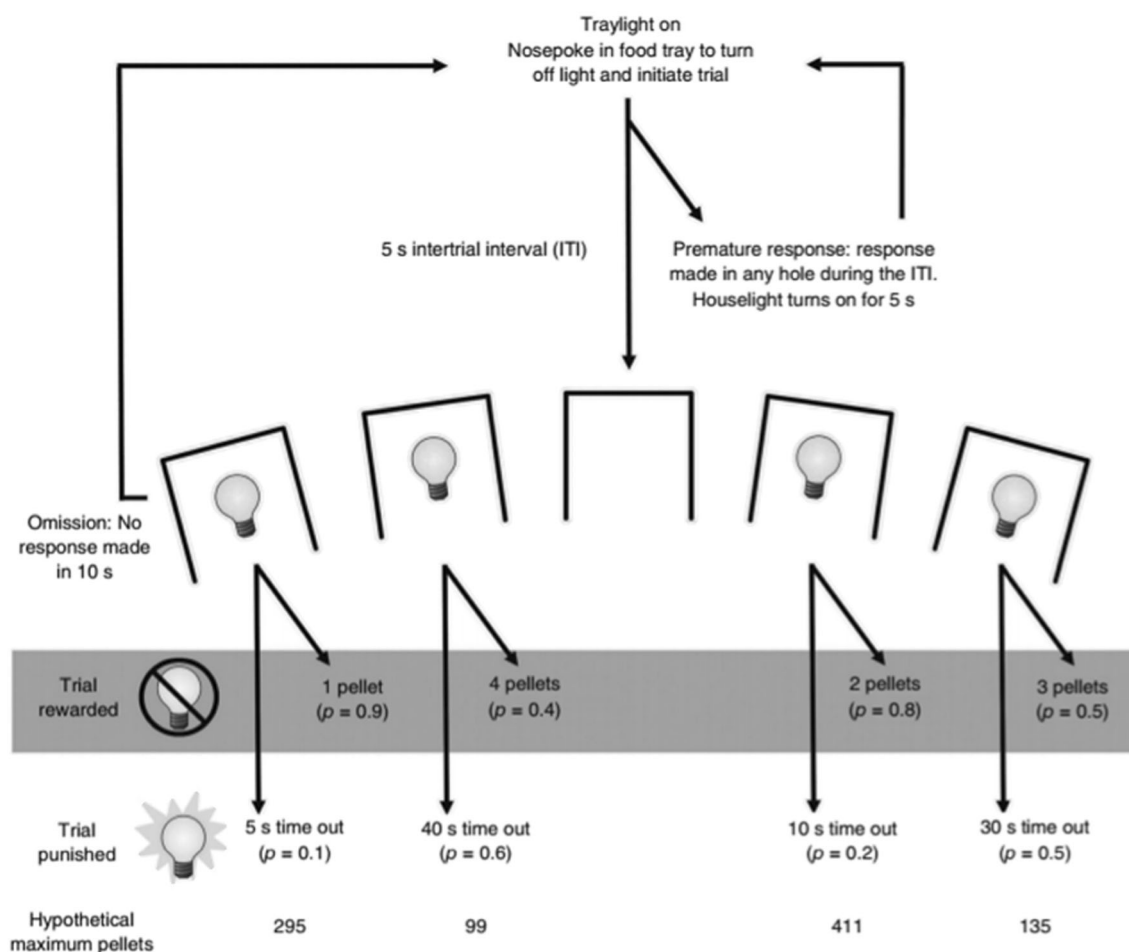 Traylight on
Nosepoke in food tray to turn
off light and initiate trial
5 s intertrial interval (ITI)
Premature response: response
made in any hole during the ITI.
Houselight turns on for 5 s
Omission: No
response made
in 10 s
Trial
rewarded
1 pellet
(p = 0.9)
4 pellets
(p = 0.4)
2 pellets
(p = 0.8)
3 pellets
(p = 0.5)
Trial
punished
5 s time out
(p = 0.1)
40 s time out
(p = 0.6)
10 s time out
(p = 0.2)
30 s time out
(p = 0.5)
Hypothetical
maximum pellets
295
99
411
135